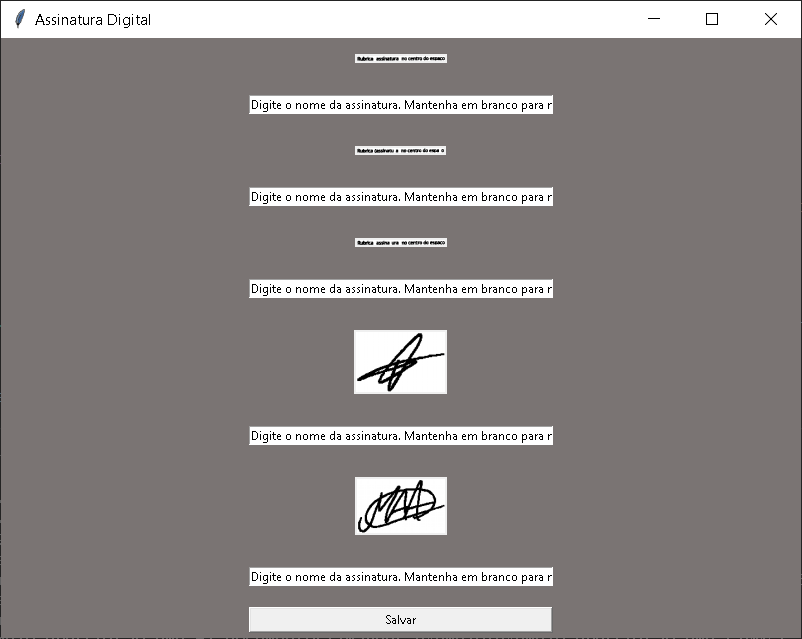 Assinatura Digital
Rubrica assinatura no centro do espaço
Digite o nome da assinatura. Mantenha em branco para r
Rubrica (assinatu a no centro do espa o
Digite o nome da assinatura. Mantenha em branco para r
Rubrica assina ura no centro do espaço
Digite o nome da assinatura. Mantenha em branco para r
Digite o nome da assinatura. Mantenha em branco para r
Digite o nome da assinatura. Mantenha em branco para r
Salvar